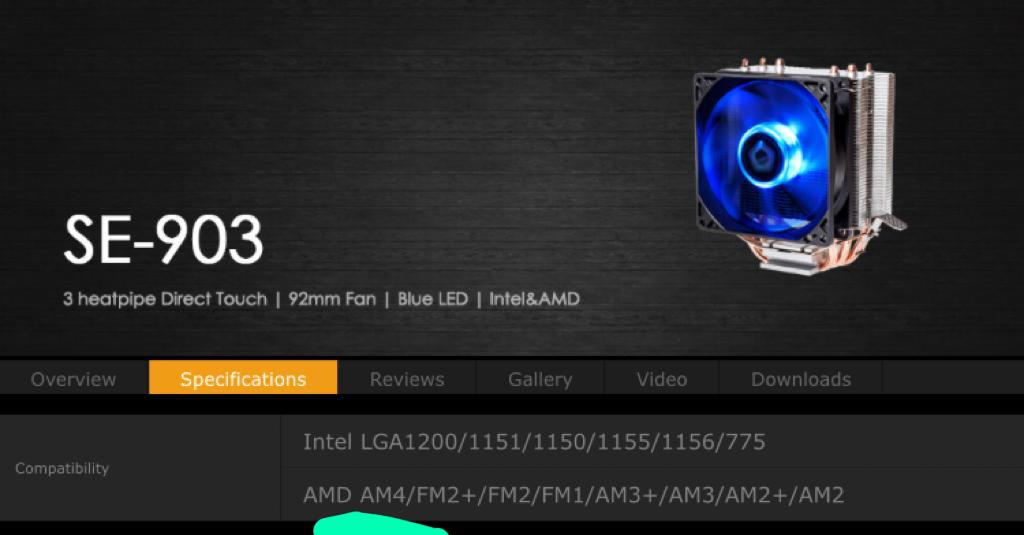 SE-903
3 heatpipe Direct Touch | 92mm Fan | Blue LED | Intel&AMD
Overview
Specifications
Reviews
Gallery
Video
Downloads
Compatibility
Intel LGA1200/1151/1150/1155/1156/775
AMD AM4/FM2+/FM2/FM1/AM3+/AM3/AM2+/AM2